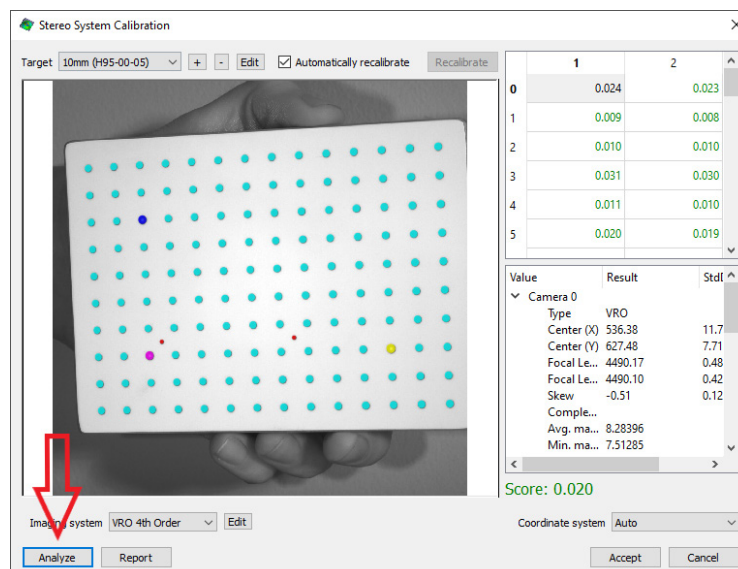 Stereo System Calibration
Target 10mm (H95-00-05) + - Edit Automatically recalibrate Recalibrate
1 2
0 0.024 0.023
1 0.009 0.008
2 0.010 0.010
3 0.031 0.030
4 0.011 0.010
5 0.020 0.019
Value Result StdD
Camera 0
Type VRO
Center (X) 536.38 11.7
Center (Y) 627.48 7.71
Focal Le... 4490.17 0.48
Focal Le... 4490.10 0.42
Skew -0.51 0.12
Comple...
Avg. ma... 8.28396
Min. ma... 7.51285
Score: 0.020
Imaging system VRO 4th Order Edit
Coordinate system Auto
Analyze Report
Accept Cancel